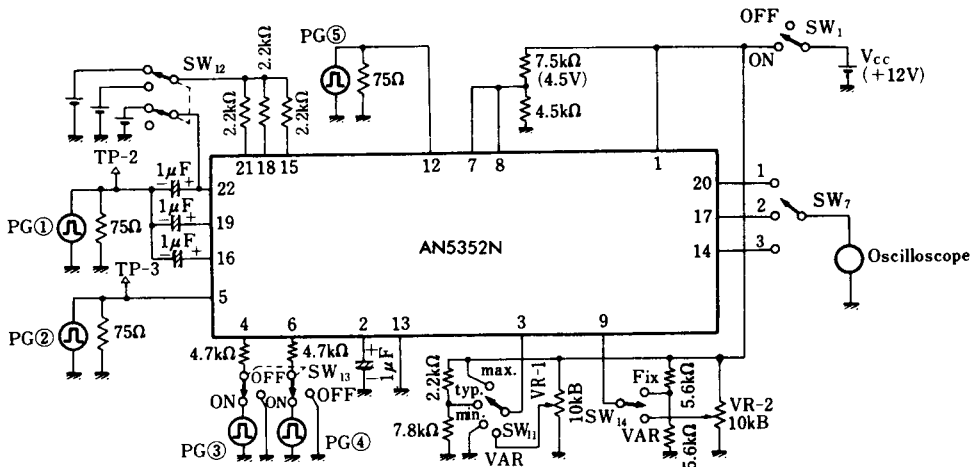 OFF
SW₁
ON
Vcc
(+12V)
PG⑤
75Ω
7.5kΩ
(4.5V)
4.5kΩ
SW₁₂
2.2kΩ
2.2kΩ
2.2kΩ
21 18 15 12 7 8 1
TP-2
1μF
− +
22
1μF
− +
19
1μF
− +
16
PG①
75Ω
TP-3
5
PG②
75Ω
AN5352N
20 1
17 2
14 3
SW₇
Oscilloscope
4 6 2 13 3 9
4.7kΩ
4.7kΩ
+
−
1μF
OFF
SW₁₃
ON
ON
OFF
PG③
PG④
2.2kΩ
7.8kΩ
max.
typ.
min.
SW₁₁
VAR
VR-1
10kB
Fix
SW₁₄
VAR
5.6kΩ
5.6kΩ
VR-2
10kB